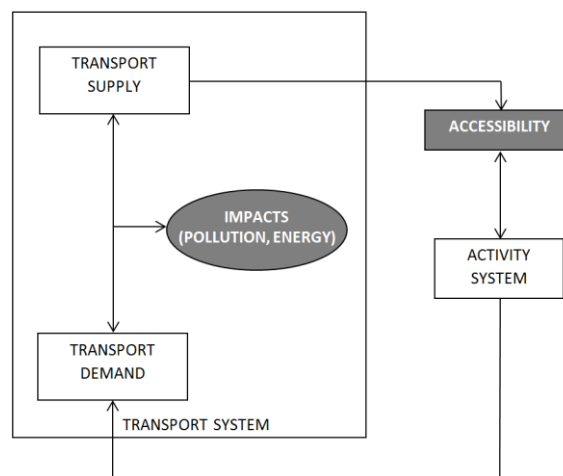 TRANSPORT
SUPPLY
ACCESSIBILITY
IMPACTS
(POLLUTION, ENERGY)
ACTIVITY
SYSTEM
TRANSPORT
DEMAND
TRANSPORT SYSTEM